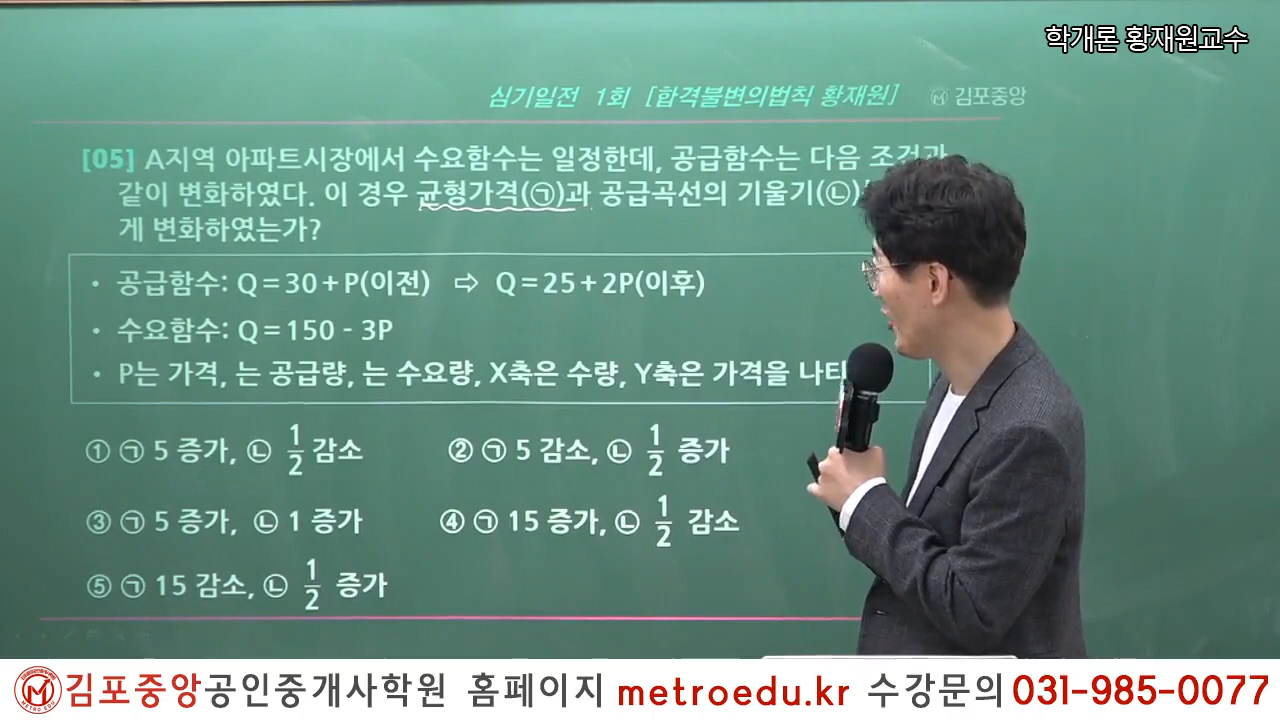 학개론 황재원교수
심기일전 1회 [합격불변의법칙 황재원] 김포중앙
[05] A지역 아파트시장에서 수요함수는 일정한데, 공급함수는 다음
같이 변화하였다. 이 경우 균형가격(㉠)과 공급곡선의 기울기(㉡)
게 변화하였는가?
• 공급함수: Q=30+P(이전) ⇨ Q=25+2P(이후)
• 수요함수: Q=150 - 3P
• P는 가격, 는 공급량, 는 수요량, X축은 수량, Y축은 가격을
① ㉠ 5 증가, ㉡ 1/2 감소 ② ㉠ 5 감소, ㉡ 1/2 증가
③ ㉠ 5 증가, ㉡ 1 증가 ④ ㉠ 15 증가, ㉡ 1/2 감소
⑤ ㉠ 15 감소, ㉡ 1/2 증가
김포중앙공인중개사학원 홈페이지 metroedu.kr 수강문의 031-985-0077